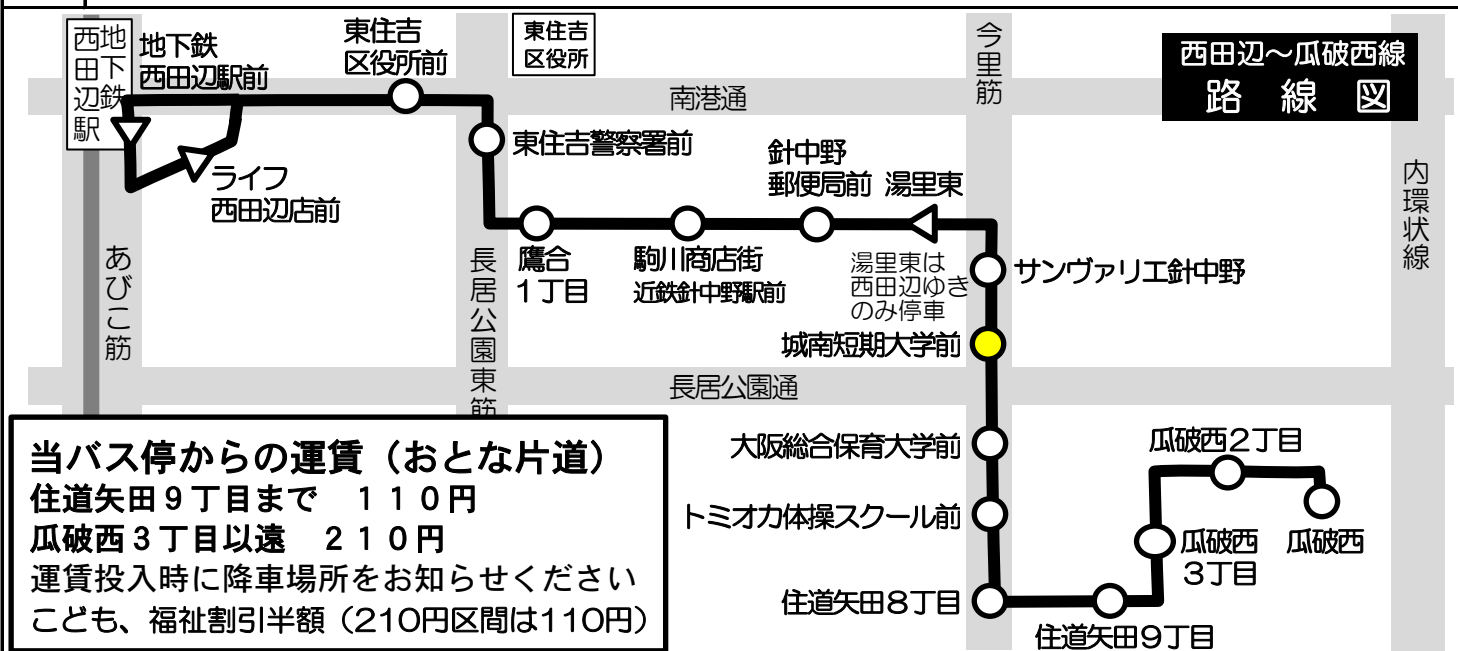 西田辺～瓜破西線
路線図
地下鉄
西田辺駅
地下鉄
西田辺駅前
東住吉
区役所前
東住吉
区役所
今里筋
南港通
東住吉警察署前
針中野
郵便局前
湯里東
ライフ
西田辺店前
内環状線
あびこ筋
長居公園東筋
鷹合
1丁目
駒川商店街
近鉄針中野駅前
湯里東は
西田辺ゆき
のみ停車
サンヴァリエ針中野
城南短期大学前
長居公園通
大阪総合保育大学前
トミオカ体操スクール前
住道矢田8丁目
住道矢田9丁目
瓜破西2丁目
瓜破西
3丁目
瓜破西
当バス停からの運賃（おとな片道）
住道矢田９丁目まで　１１０円
瓜破西３丁目以遠　２１０円
運賃投入時に降車場所をお知らせください
こども、福祉割引半額（210円区間は110円）